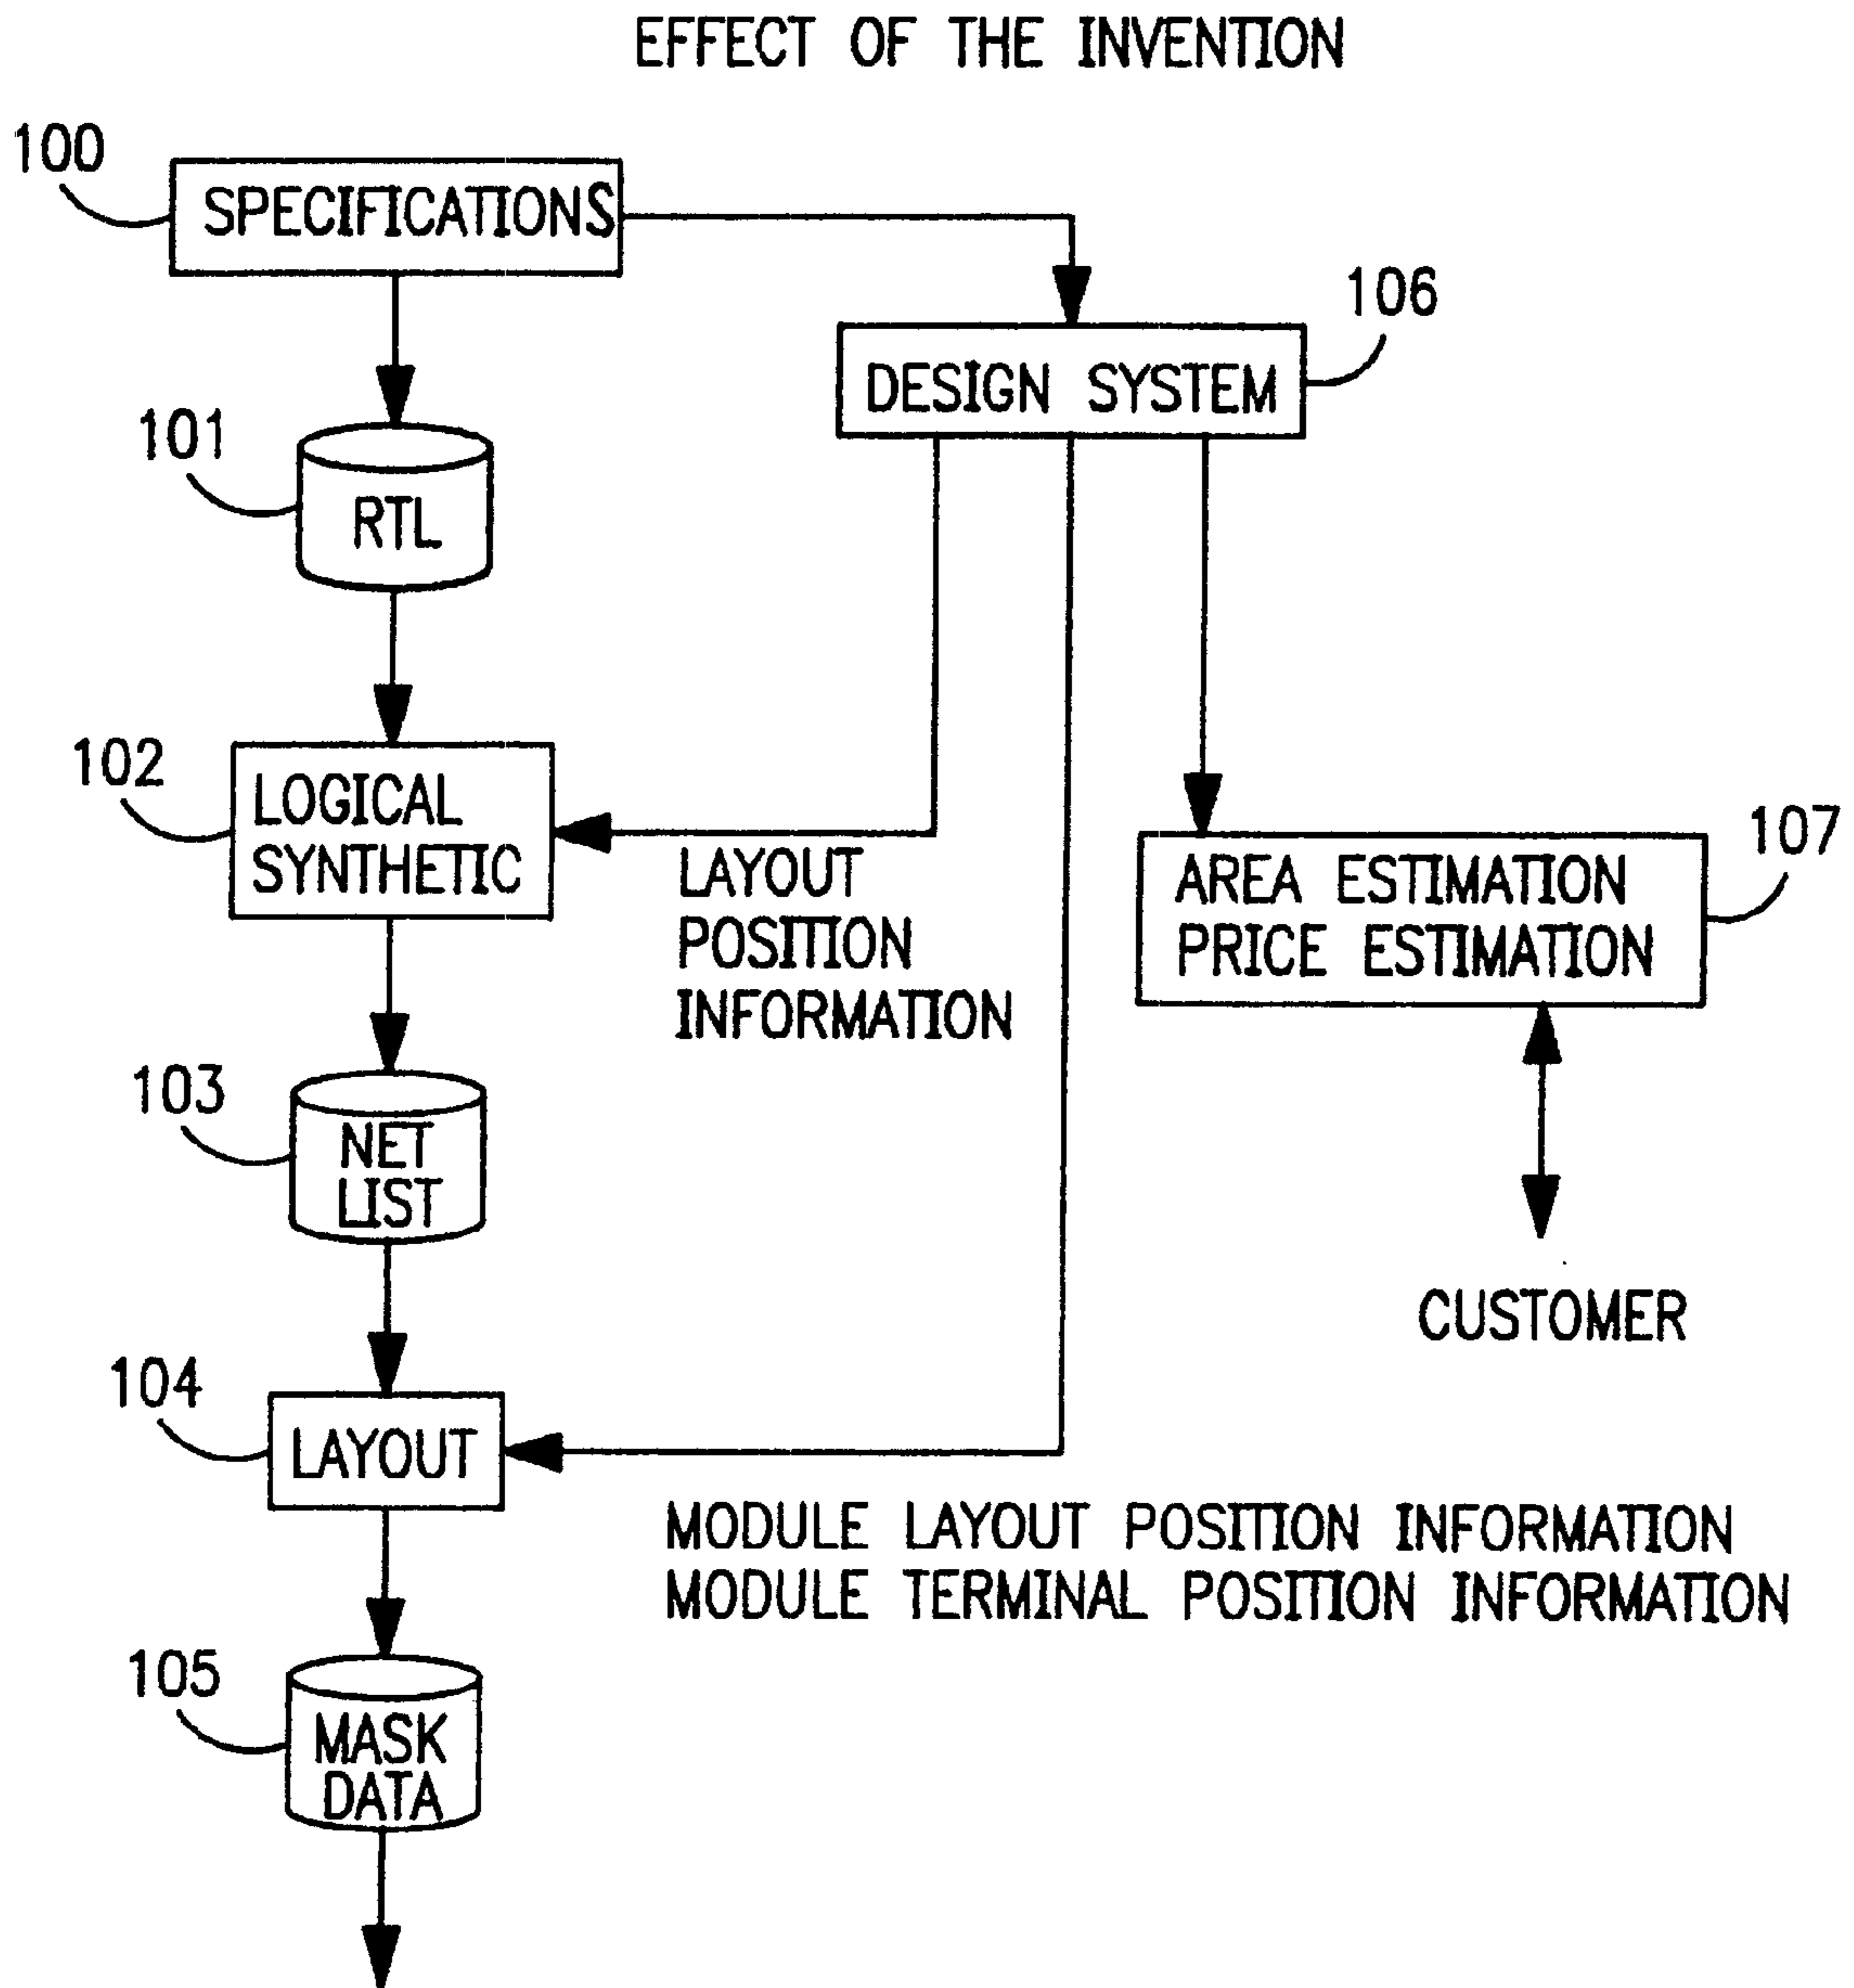 EFFECT OF THE INVENTION
100
SPECIFICATIONS
106
DESIGN SYSTEM
101
RTL
102
LOGICAL
SYNTHETIC
LAYOUT
POSITION
INFORMATION
107
AREA ESTIMATION
PRICE ESTIMATION
103
NET
LIST
CUSTOMER
104
LAYOUT
MODULE LAYOUT POSITION INFORMATION
MODULE TERMINAL POSITION INFORMATION
105
MASK
DATA